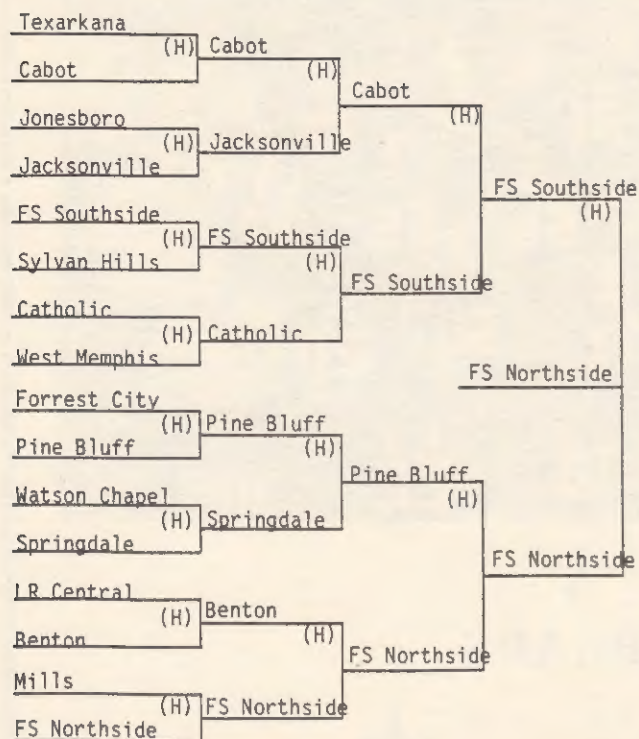 Texarkana
(H) Cabot
Cabot (H) Cabot
Jonesboro (H)
(H) Jacksonville
Jacksonville FS Southside
FS Southside (H)
(H) FS Southside
Sylvan Hills (H) FS Southside
Catholic
(H) Catholic
West Memphis FS Northside
Forrest City
(H) Pine Bluff
Pine Bluff (H) Pine Bluff
Watson Chapel (H)
(H) Springdale
Springdale FS Northside
LR Central
(H) Benton
Benton (H) FS Northside
Mills
(H) FS Northside
FS Northside